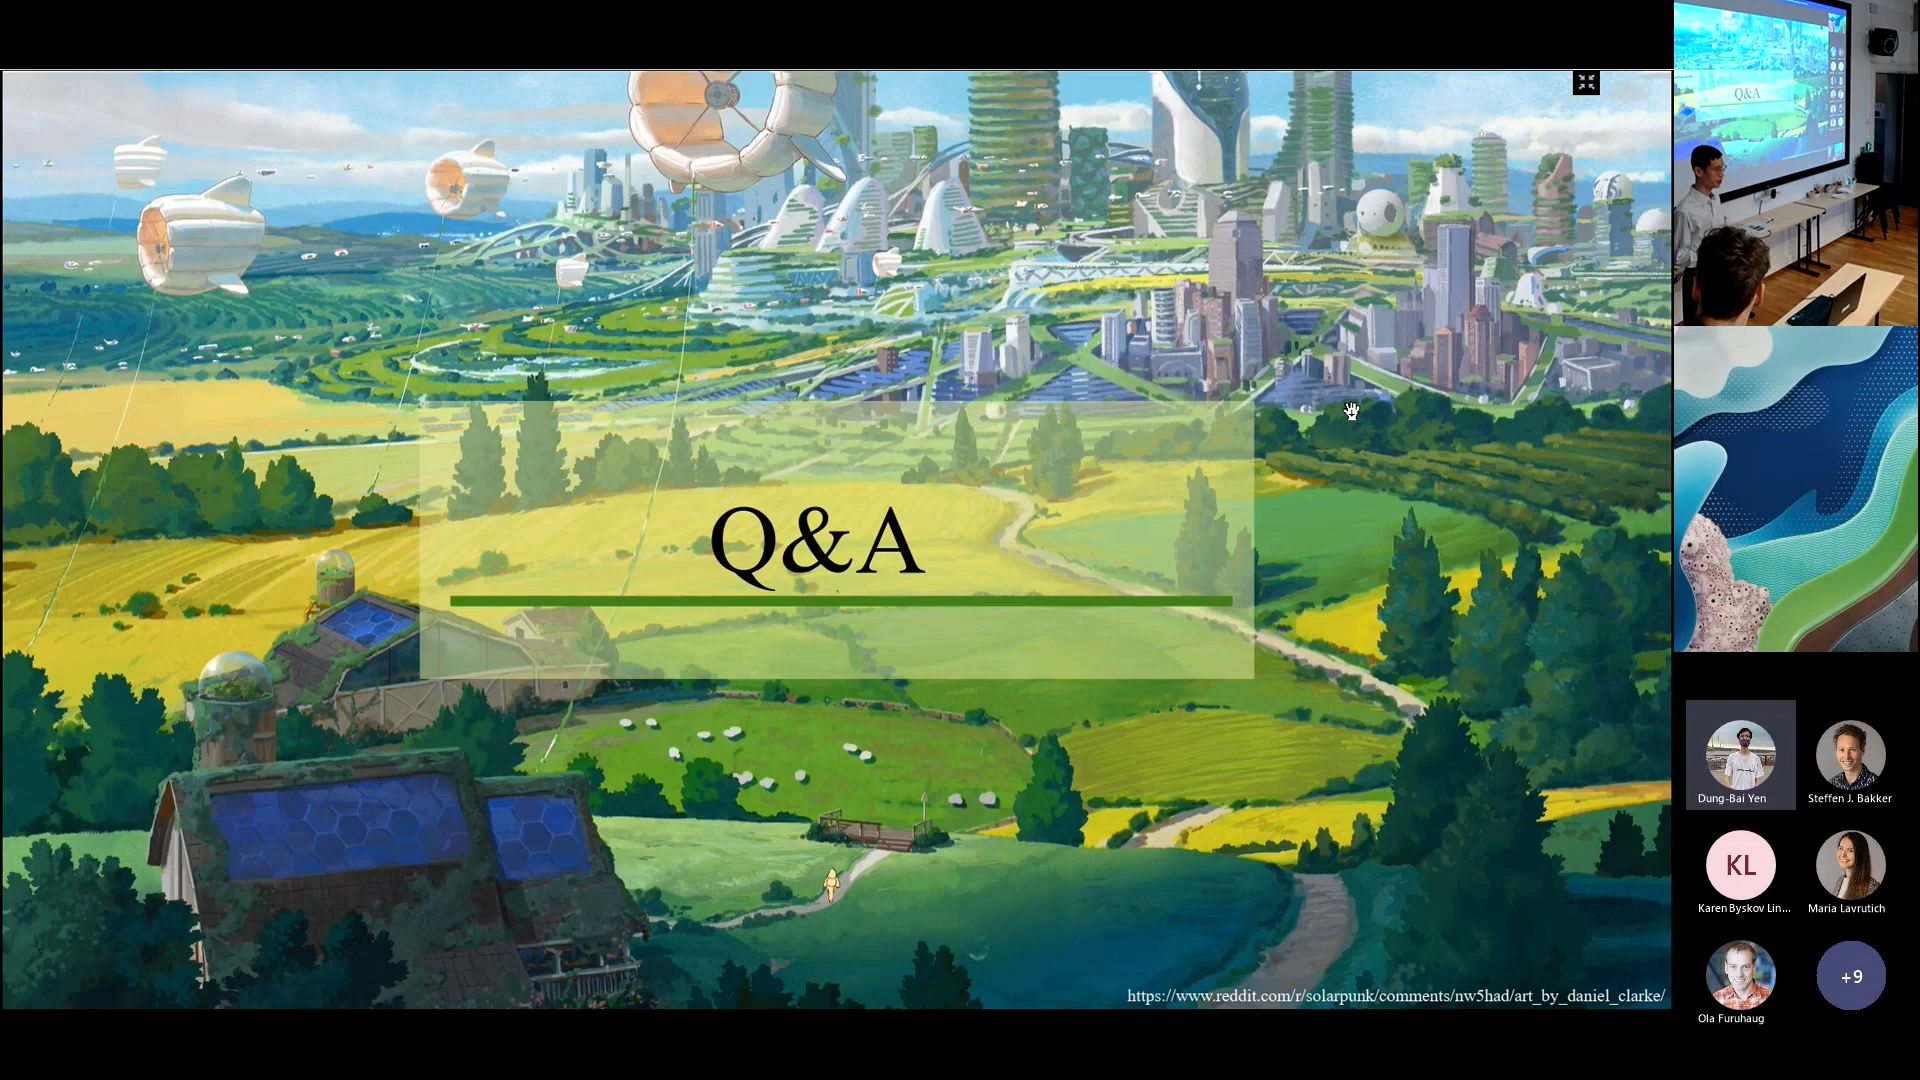 Q&A
https://www.reddit.com/r/solarpunk/comments/nw5had/art_by_daniel_clarke/
Q&A
Dung-Bai Yen
Steffen J. Bakker
KL
Karen Byskov Lin...
Maria Lavrutich
Ola Furuhaug
+9